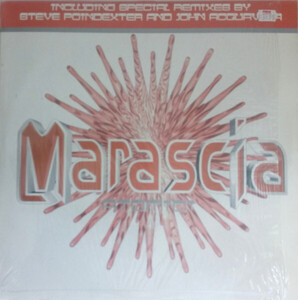 INCLUDING SPECIAL REMIXES BY
STEVE POINDEXTER AND JOHN ACQUAVIVA
Marascia